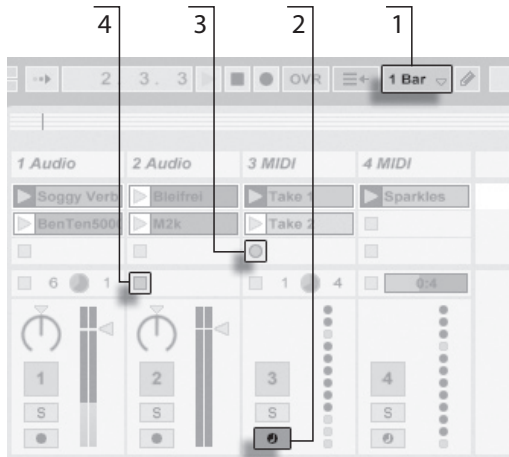 4 3 2 1
2. 3. 3 OVR 1 Bar
1 Audio 2 Audio 3 MIDI 4 MIDI
Soggy Verb Bleifrei Take 1 Sparkles
BenTen5000 M2k Take 2
6 1 1 4 0:4
1 2 3 4
S S S S